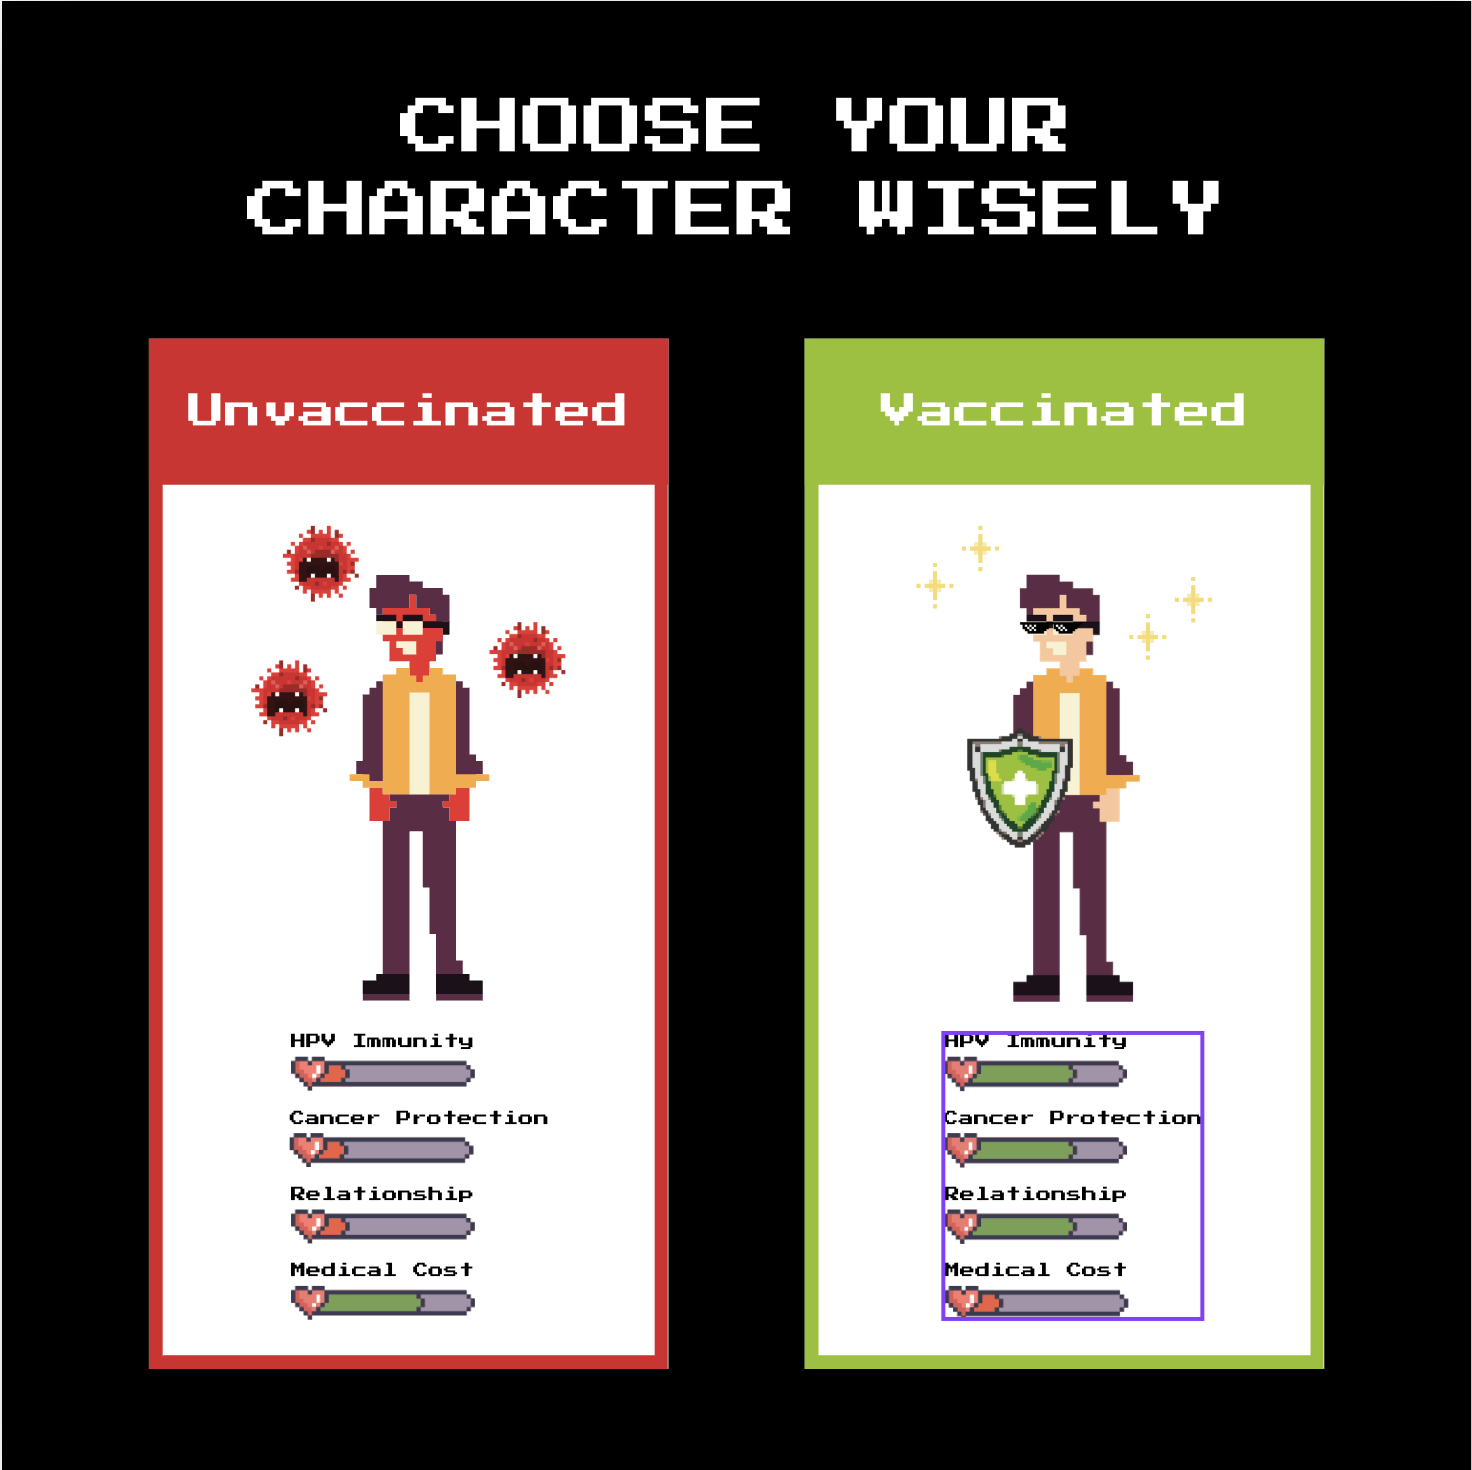 CHOOSE YOUR
CHARACTER WISELY
Unvaccinated
HPV Immunity
Cancer Protection
Relationship
Medical Cost
Vaccinated
HPV Immunity
Cancer Protection
Relationship
Medical Cost